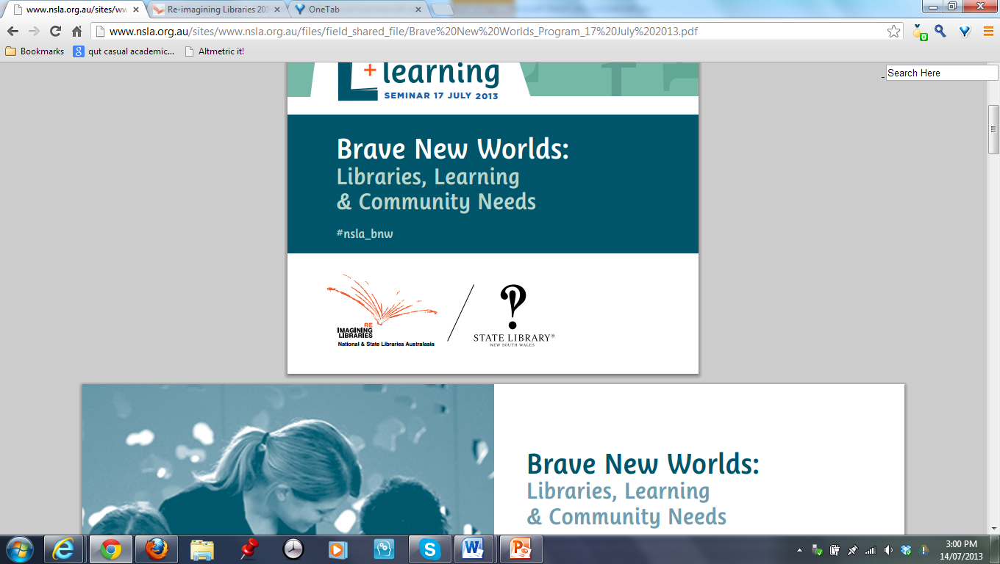 www.nsla.org.au/sites/ww
Re-imagining Libraries 201
OneTab
www.nsla.org.au/sites/www.nsla.org.au/files/field_shared_file/Brave%20New%20Worlds_Program_17%20July%202013.pdf
0
Bookmarks
qut casual academic...
Altmetric it!
Search Here
+ learning
SEMINAR 17 JULY 2013
Brave New Worlds:
Libraries, Learning
& Community Needs
#nsla_bnw
RE
IMAGINING
LIBRARIES
National & State Libraries Australasia
STATE LIBRARY®
NEW SOUTH WALES
Brave New Worlds:
Libraries, Learning
& Community Needs
3:00 PM
14/07/2013